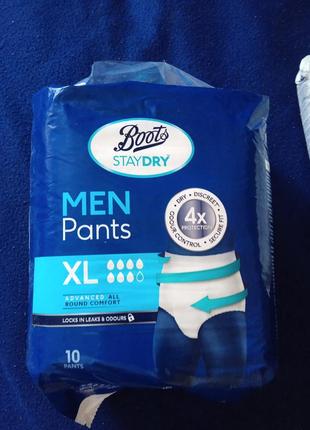 Boots
STAYDRY
MEN
Pants
XL
ADVANCED ALL
ROUND COMFORT
LOCKS IN LEAKS & ODOURS
10
PANTS
DRY • DISCREET • SECURE FIT • ODOUR CONTROL •
4x
PROTECTION